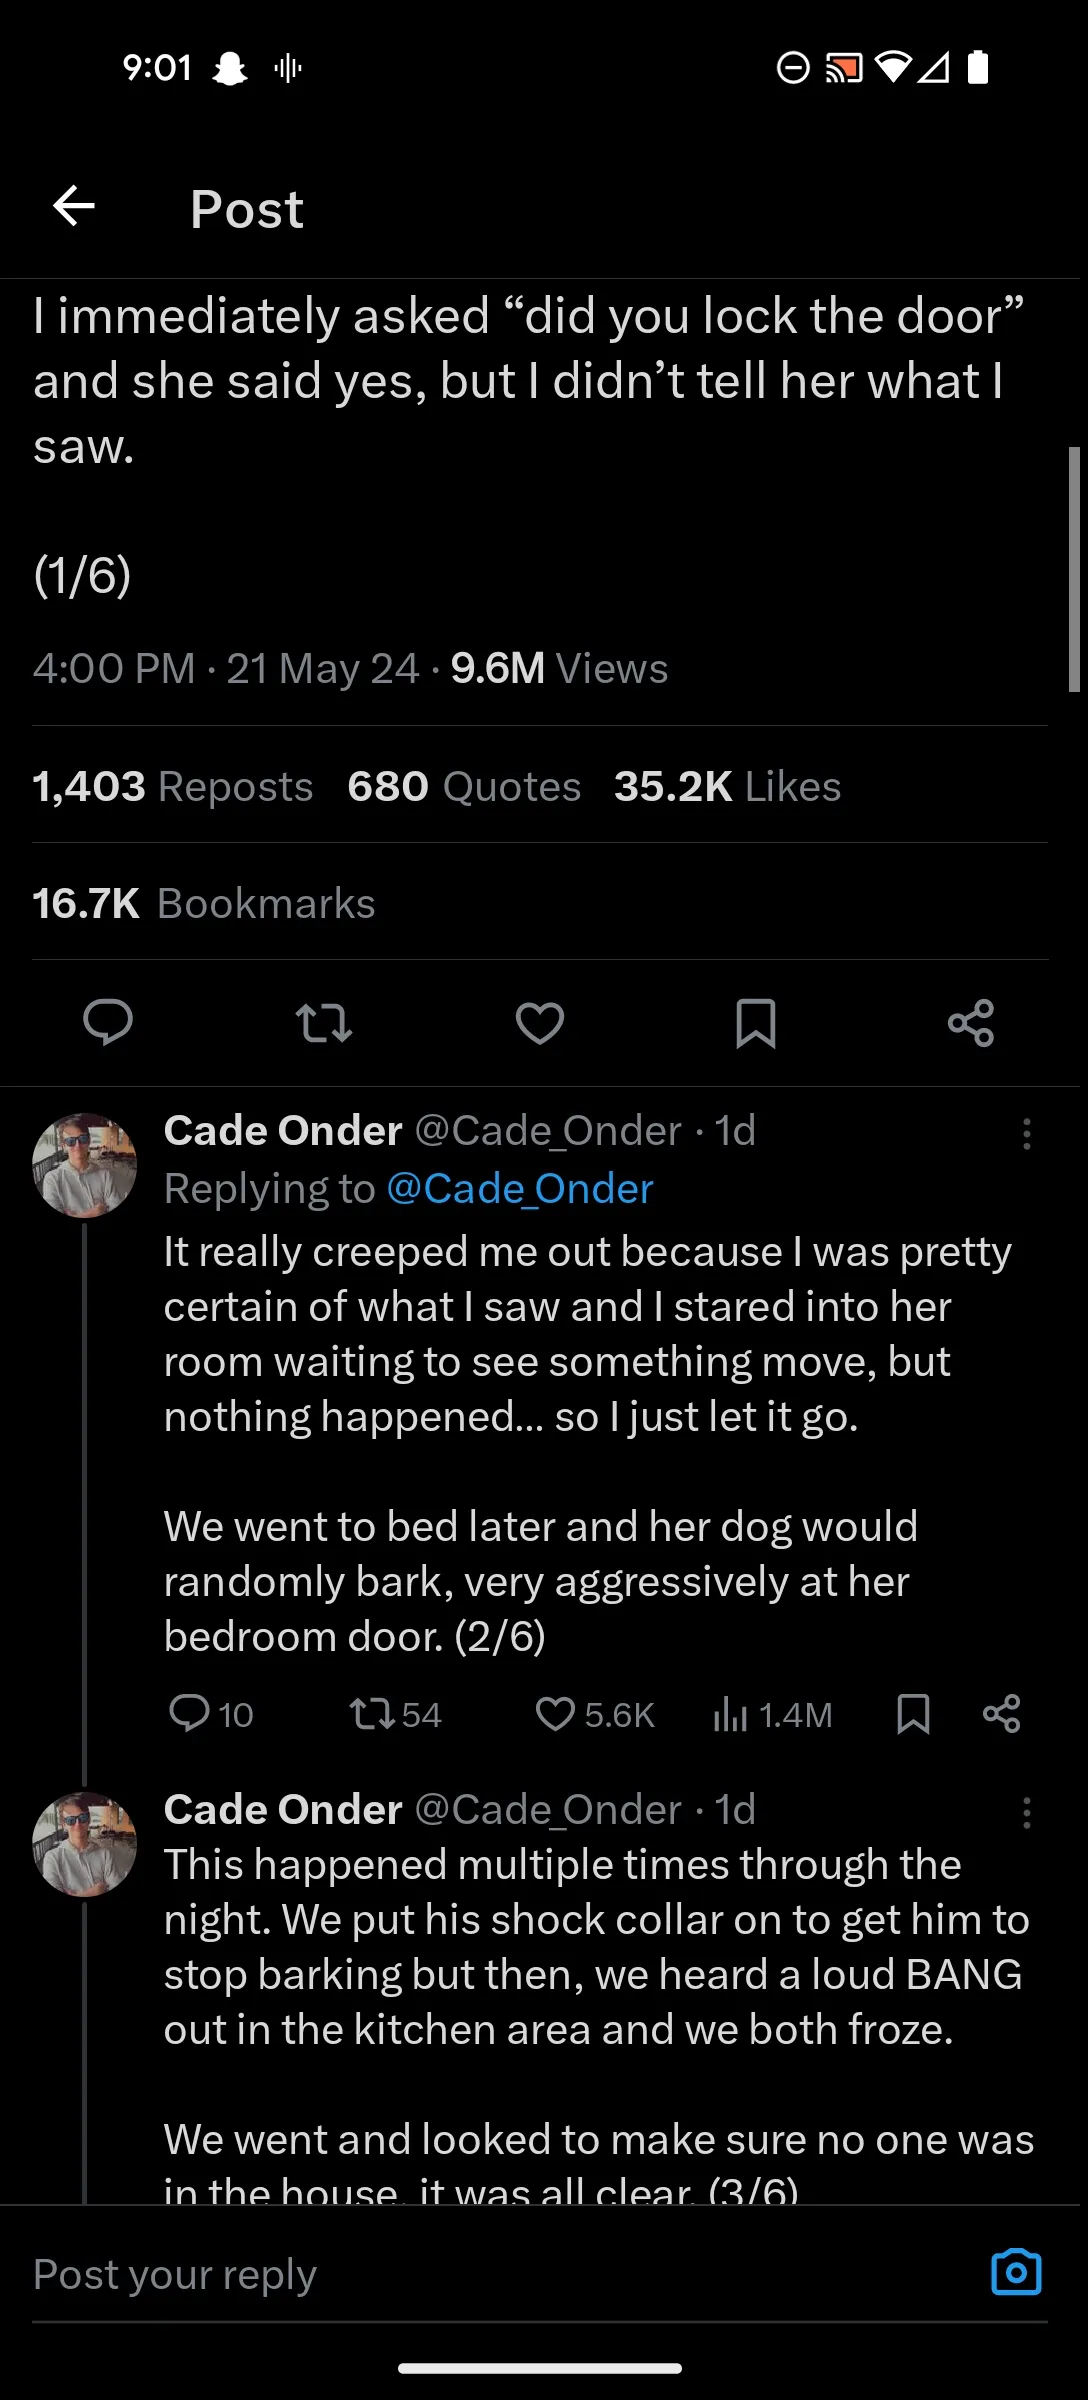 9:01
Post
I immediately asked “did you lock the door”
and she said yes, but I didn’t tell her what I
saw.
(1/6)
4:00 PM · 21 May 24 · 9.6M Views
1,403 Reposts 680 Quotes 35.2K Likes
16.7K Bookmarks
Cade Onder @Cade_Onder · 1d
Replying to @Cade_Onder
It really creeped me out because I was pretty
certain of what I saw and I stared into her
room waiting to see something move, but
nothing happened... so I just let it go.
We went to bed later and her dog would
randomly bark, very aggressively at her
bedroom door. (2/6)
10 54 5.6K 1.4M
Cade Onder @Cade_Onder · 1d
This happened multiple times through the
night. We put his shock collar on to get him to
stop barking but then, we heard a loud BANG
out in the kitchen area and we both froze.
We went and looked to make sure no one was
in the house, it was all clear. (3/6)
Post your reply